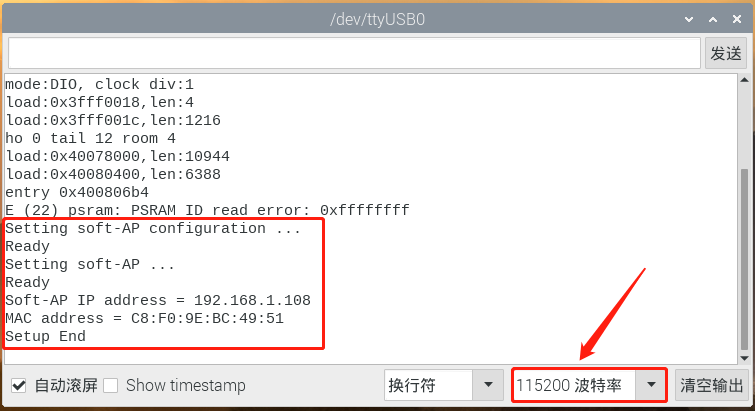 /dev/ttyUSB0
发送
mode:DIO, clock div:1
load:0x3fff0018,len:4
load:0x3fff001c,len:1216
ho 0 tail 12 room 4
load:0x40078000,len:10944
load:0x40080400,len:6388
entry 0x400806b4
E (22) psram: PSRAM ID read error: 0xffffffff
Setting soft-AP configuration ...
Ready
Setting soft-AP ...
Ready
Soft-AP IP address = 192.168.1.108
MAC address = C8:F0:9E:BC:49:51
Setup End
自动滚屏 Show timestamp 换行符 115200 波特率 清空输出